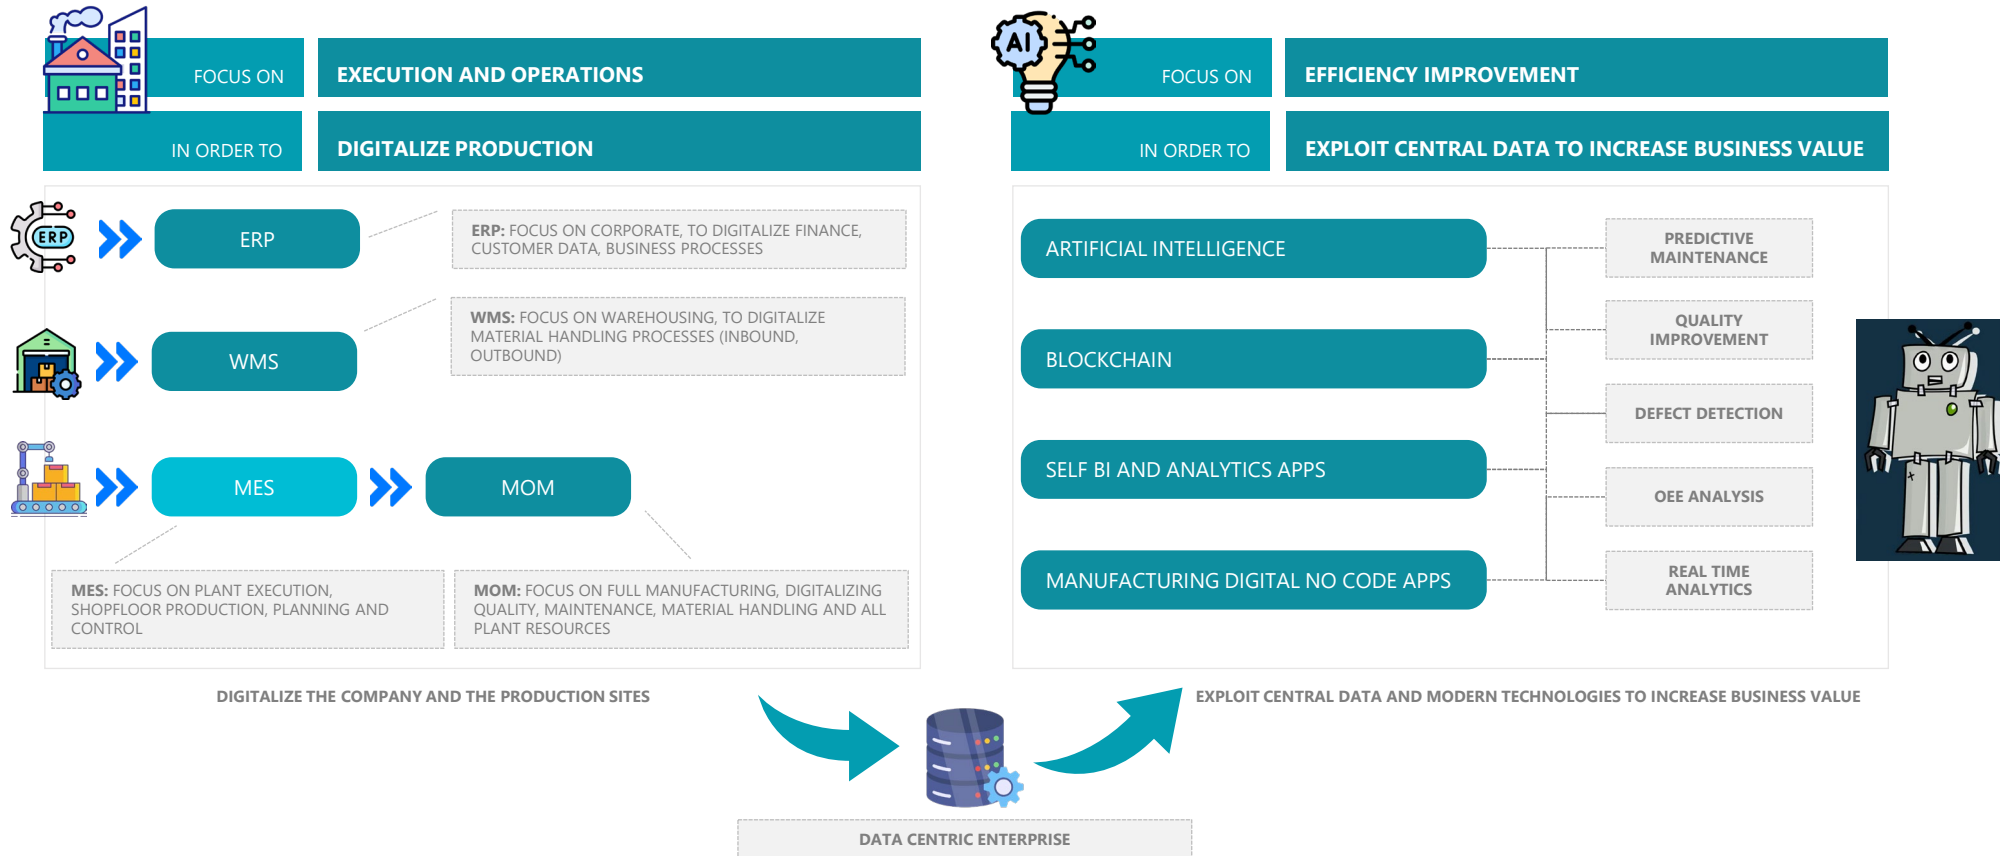 FOCUS ON
EXECUTION AND OPERATIONS
IN ORDER TO
DIGITALIZE PRODUCTION
ERP
ERP
ERP: FOCUS ON CORPORATE, TO DIGITALIZE FINANCE,
CUSTOMER DATA, BUSINESS PROCESSES
WMS
WMS: FOCUS ON WAREHOUSING, TO DIGITALIZE
MATERIAL HANDLING PROCESSES (INBOUND,
OUTBOUND)
MES
MOM
MES: FOCUS ON PLANT EXECUTION,
SHOPFLOOR PRODUCTION, PLANNING AND
CONTROL
MOM: FOCUS ON FULL MANUFACTURING, DIGITALIZING
QUALITY, MAINTENANCE, MATERIAL HANDLING AND ALL
PLANT RESOURCES
DIGITALIZE THE COMPANY AND THE PRODUCTION SITES
AI
FOCUS ON
EFFICIENCY IMPROVEMENT
IN ORDER TO
EXPLOIT CENTRAL DATA TO INCREASE BUSINESS VALUE
ARTIFICIAL INTELLIGENCE
BLOCKCHAIN
SELF BI AND ANALYTICS APPS
MANUFACTURING DIGITAL NO CODE APPS
PREDICTIVE
MAINTENANCE
QUALITY
IMPROVEMENT
DEFECT DETECTION
OEE ANALYSIS
REAL TIME
ANALYTICS
EXPLOIT CENTRAL DATA AND MODERN TECHNOLOGIES TO INCREASE BUSINESS VALUE
DATA CENTRIC ENTERPRISE